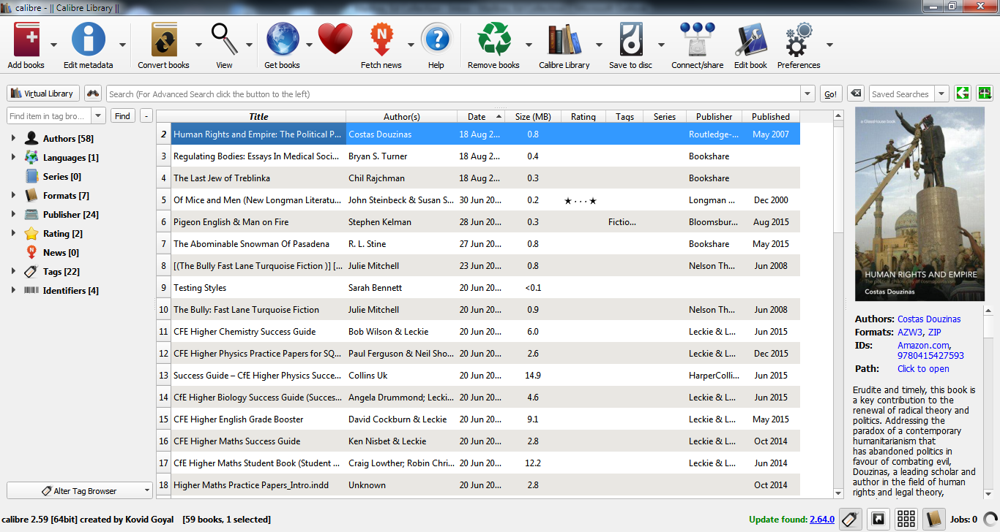 calibre - || Calibre Library ||
Add books
Edit metadata
Convert books
View
Get books
Fetch news
Help
Remove books
Calibre Library
Save to disc
Connect/share
Edit book
Preferences
Virtual Library
Search (For Advanced Search click the button to the left)
Go!
Saved Searches
Find item in tag bro...
Find
-
Authors [58]
Languages [1]
Series [0]
Formats [7]
Publisher [24]
Rating [2]
News [0]
Tags [22]
Identifiers [4]
Alter Tag Browser
Title Author(s) Date Size (MB) Rating Tags Series Publisher Published
2 Human Rights and Empire: The Political P... Costas Douzinas 18 Aug 2... 0.8 Routledge-... May 2007
3 Regulating Bodies: Essays In Medical Soci... Bryan S. Turner 18 Aug 2... 0.4 Bookshare
4 The Last Jew of Treblinka Chil Rajchman 18 Aug 2... 0.3 Bookshare
5 Of Mice and Men (New Longman Literatu... John Steinbeck & Susan S... 30 Jun 20... 0.2 ★···★ Longman ... Dec 2000
6 Pigeon English & Man on Fire Stephen Kelman 28 Jun 20... 0.3 Fictio... Bloomsbur... Aug 2015
7 The Abominable Snowman Of Pasadena R. L. Stine 27 Jun 20... 0.8 Bookshare May 2015
8 [(The Bully Fast Lane Turquoise Fiction )] [... Julie Mitchell 23 Jun 20... 0.8 Nelson Th... Jun 2008
9 Testing Styles Sarah Bennett 20 Jun 20... <0.1
10 The Bully: Fast Lane Turquoise Fiction Julie Mitchell 20 Jun 20... 0.9 Nelson Th... Jun 2008
11 CFE Higher Chemistry Success Guide Bob Wilson & Leckie 20 Jun 20... 6.0 Leckie & L... Jun 2015
12 CFE Higher Physics Practice Papers for SQ... Paul Ferguson & Neil Sho... 20 Jun 20... 2.6 Leckie & L... Dec 2015
13 Success Guide – CfE Higher Physics Succe... Collins Uk 20 Jun 20... 14.9 HarperColli... Jun 2015
14 CfE Higher Biology Success Guide (Succes... Angela Drummond; Lecki... 20 Jun 20... 4.6 Leckie & L... Jun 2015
15 CFE Higher English Grade Booster David Cockburn & Leckie 20 Jun 20... 9.1 Leckie & L... May 2015
16 CFE Higher Maths Success Guide Ken Nisbet & Leckie 20 Jun 20... 2.8 Leckie & L... Oct 2014
17 CfE Higher Maths Student Book (Student ... Craig Lowther; Robin Chri... 20 Jun 20... 12.2 Leckie & L... Jun 2014
18 Higher Maths Practice Papers_Intro.indd Unknown 20 Jun 20... 2.8 Oct 2014
a GlassHouse book
HUMAN RIGHTS AND EMPIRE
The political philosophy of cosmopolitanism
Costas Douzinas
Authors: Costas Douzinas
Formats: AZW3, ZIP
IDs: Amazon.com,
9780415427593
Path: Click to open
Erudite and timely, this book is
a key contribution to the
renewal of radical theory and
politics. Addressing the
paradox of a contemporary
humanitarianism that
has abandoned politics in
favour of combating evil,
Douzinas, a leading scholar and
author in the field of human
rights and legal theory,
calibre 2.59 [64bit] created by Kovid Goyal [59 books, 1 selected]
Update found: 2.64.0
Jobs: 0